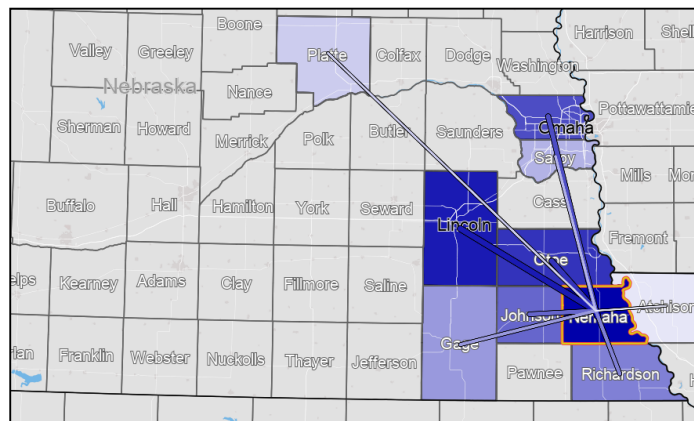 Boone
Harrison
Shel
Valley
Greeley
Platte
Colfax
Dodge
Washington
Nebraska
Nance
Pottawattamie
Sherman
Howard
Merrick
Polk
Butler
Saunders
Omaha
Sarpy
Mills
Mon
Buffalo
Hall
Hamilton
York
Seward
Lincoln
Cass
Fremont
Otoe
elps
Kearney
Adams
Clay
Fillmore
Saline
Johnson
Nemaha
Atchison
Gage
lan
Franklin
Webster
Nuckolls
Thayer
Jefferson
Pawnee
Richardson
H